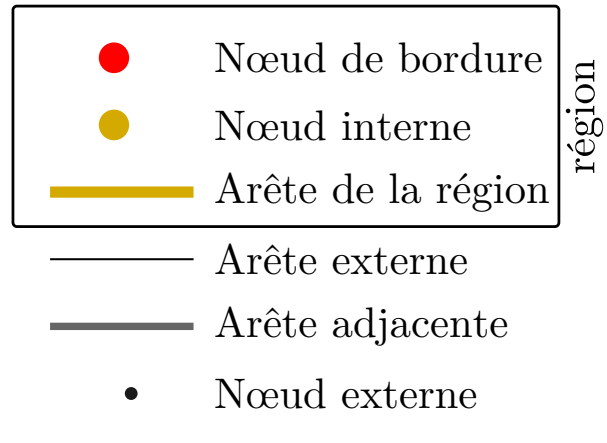 Nœud de bordure
Nœud interne
Arête de la région
région
Arête externe
Arête adjacente
Nœud externe